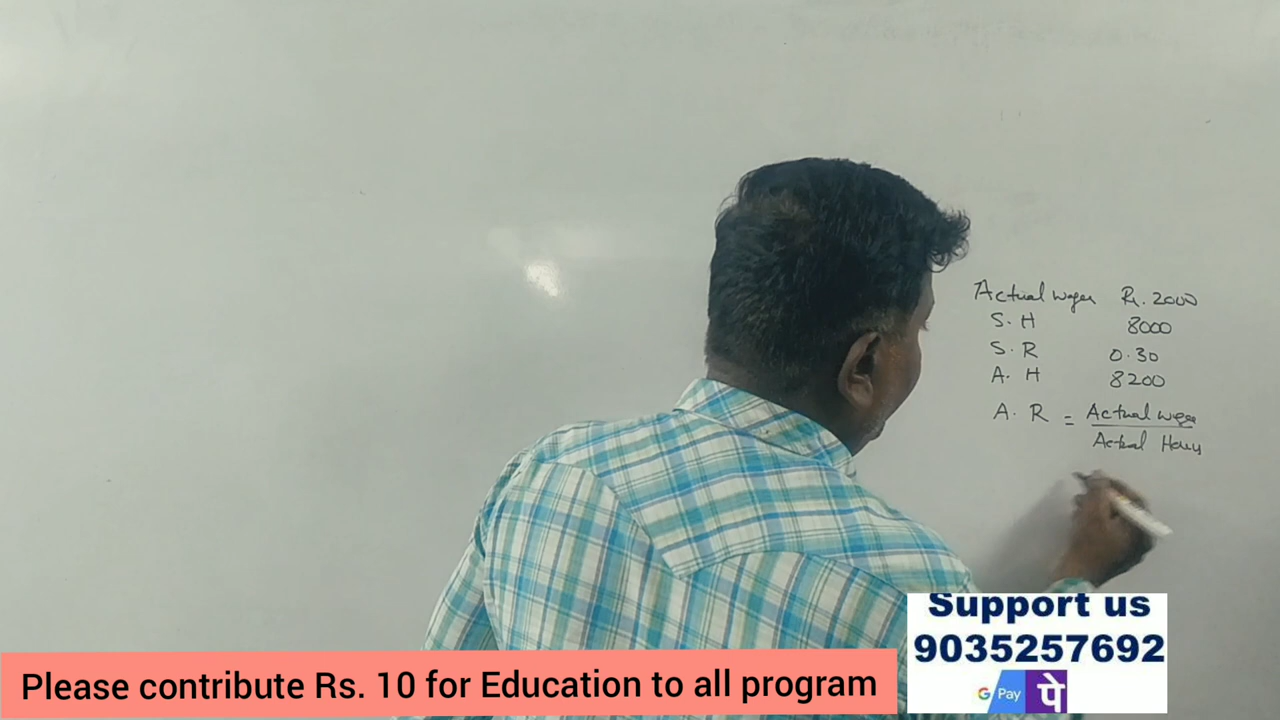 Actual wages Rs. 2000
S. H 8000
S. R 0.30
A. H 8200
A. R = Actual wages
Actual Hours
Support us
9035257692
G Pay पे
Please contribute Rs. 10 for Education to all program